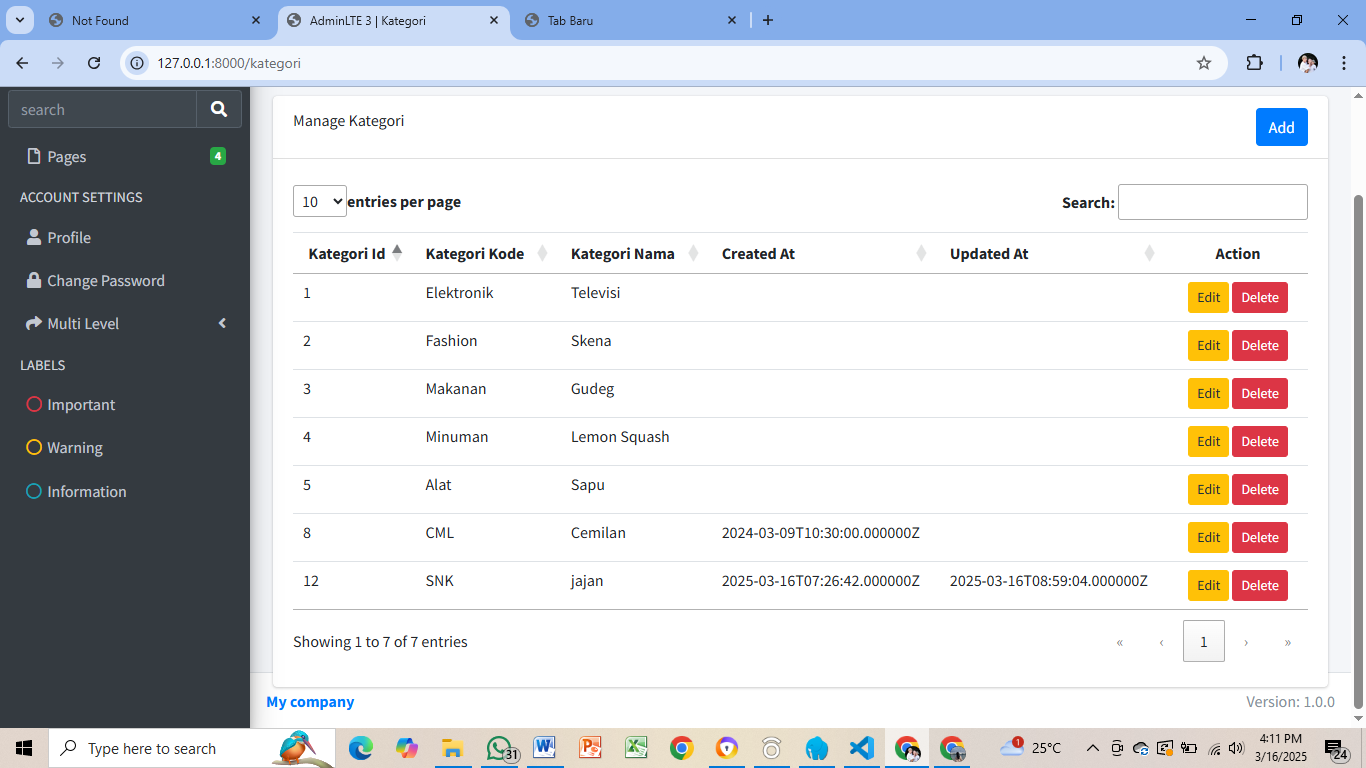 Not Found
AdminLTE 3 | Kategori
Tab Baru
127.0.0.1:8000/kategori
search
Pages 4
ACCOUNT SETTINGS
Profile
Change Password
Multi Level
LABELS
Important
Warning
Information
Manage Kategori
Add
10 entries per page
Search:
Kategori Id Kategori Kode Kategori Nama Created At Updated At Action
1 Elektronik Televisi Edit Delete
2 Fashion Skena Edit Delete
3 Makanan Gudeg Edit Delete
4 Minuman Lemon Squash Edit Delete
5 Alat Sapu Edit Delete
8 CML Cemilan 2024-03-09T10:30:00.000000Z Edit Delete
12 SNK jajan 2025-03-16T07:26:42.000000Z 2025-03-16T08:59:04.000000Z Edit Delete
Showing 1 to 7 of 7 entries
« ‹ 1 › »
My company
Version: 1.0.0
Type here to search
31
1
25°C
4:11 PM
3/16/2025
24